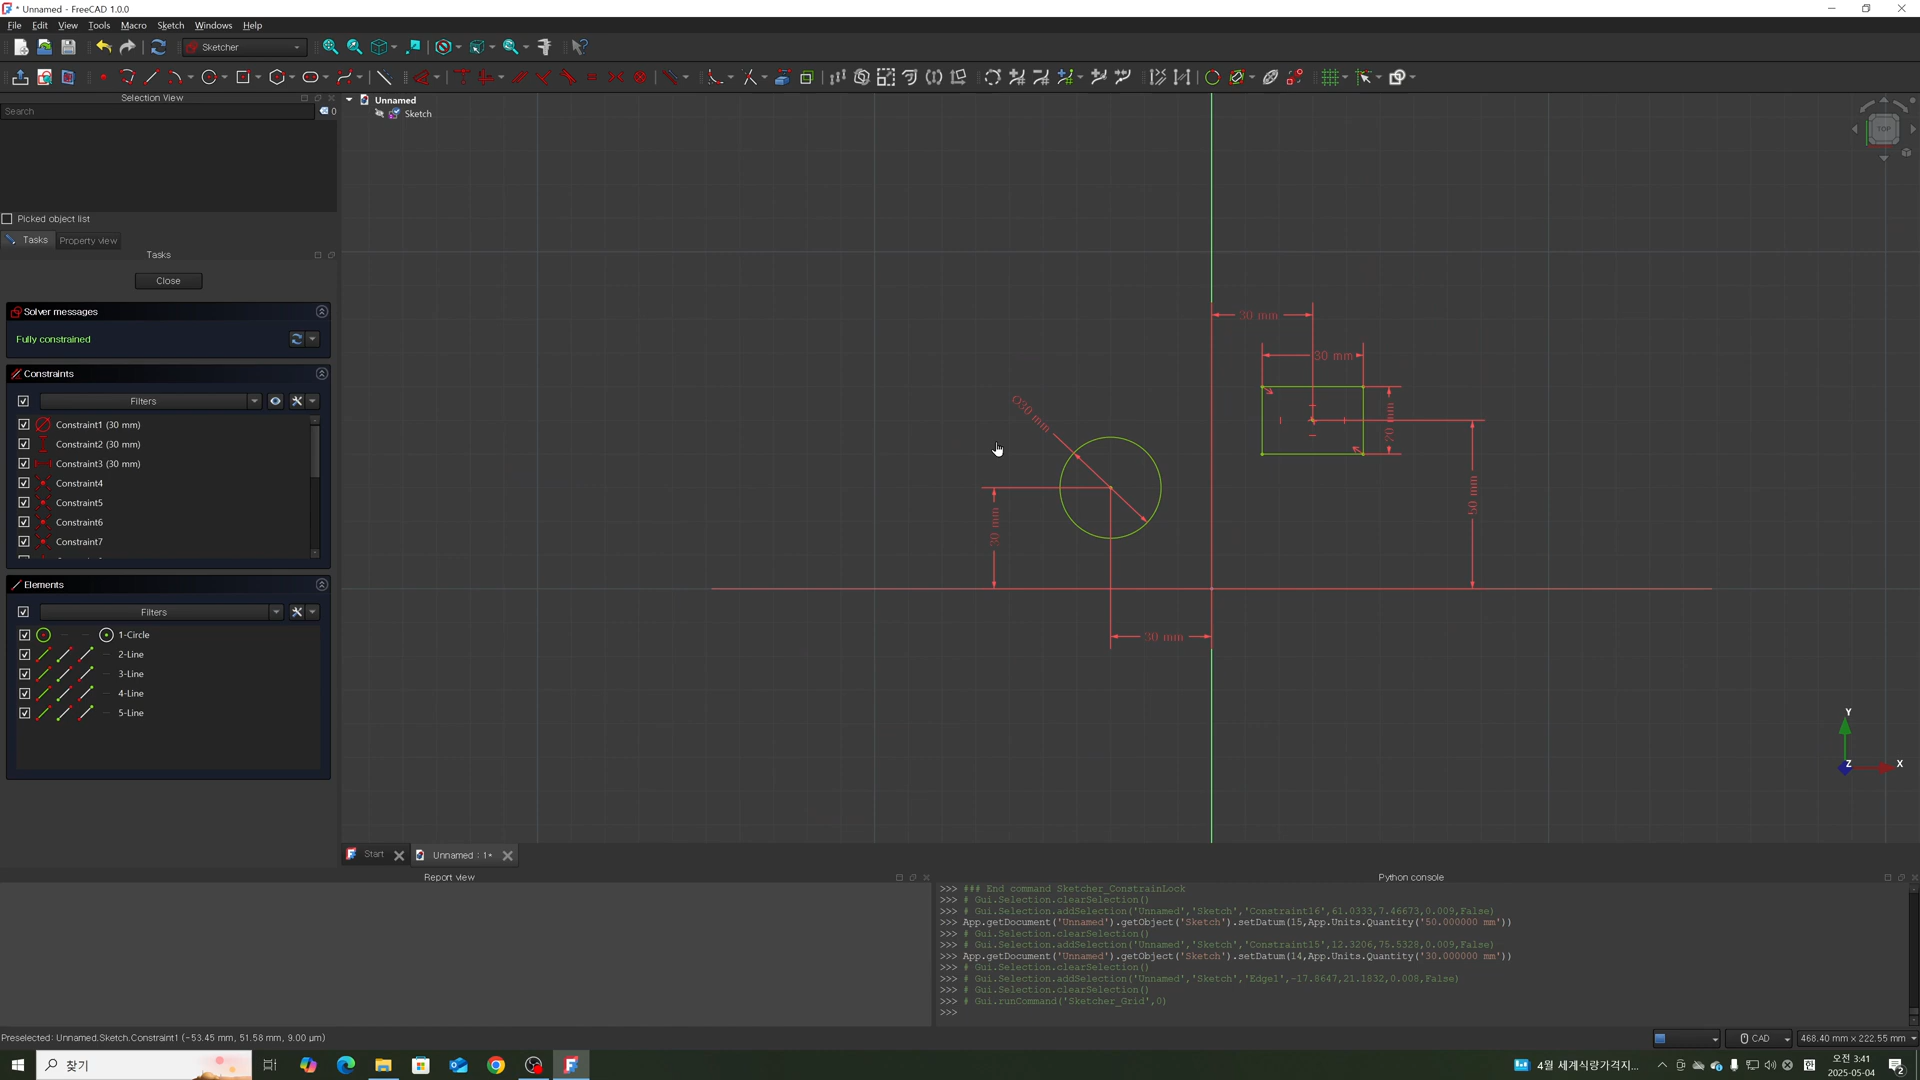 * Unnamed - FreeCAD 1.0.0
File Edit View Tools Macro Sketch Windows Help
Sketcher
Selection View
Search
0
Picked object list
Tasks Property view
Tasks
Close
Solver messages
Fully constrained
Constraints
Filters
Constraint1 (30 mm)
Constraint2 (30 mm)
Constraint3 (30 mm)
Constraint4
Constraint5
Constraint6
Constraint7
Elements
Filters
1-Circle
2-Line
3-Line
4-Line
5-Line
Unnamed
Sketch
TOP
30 mm
30 mm
20 mm
∅30 mm
50 mm
30 mm
30 mm
Y
Z
X
Start
Unnamed : 1*
Report view
Python console
>>> ### End command Sketcher_ConstrainLock
>>> # Gui.Selection.clearSelection()
>>> # Gui.Selection.addSelection('Unnamed','Sketch','Constraint16',61.0333,7.46673,0.009,False)
>>> App.getDocument('Unnamed').getObject('Sketch').setDatum(15,App.Units.Quantity('50.000000 mm'))
>>> # Gui.Selection.clearSelection()
>>> # Gui.Selection.addSelection('Unnamed','Sketch','Constraint15',12.3206,75.5328,0.009,False)
>>> App.getDocument('Unnamed').getObject('Sketch').setDatum(14,App.Units.Quantity('30.000000 mm'))
>>> # Gui.Selection.clearSelection()
>>> # Gui.Selection.addSelection('Unnamed','Sketch','Edge1',-17.8647,21.1832,0.008,False)
>>> # Gui.Selection.clearSelection()
>>> # Gui.runCommand('Sketcher_Grid',0)
>>>
Preselected: Unnamed.Sketch.Constraint1 (-53.45 mm, 51.58 mm, 9.00 μm)
CAD
468.40 mm × 222.55 mm
찾기
4월 세계식량가격지...
오전 3:41
2025-05-04
2